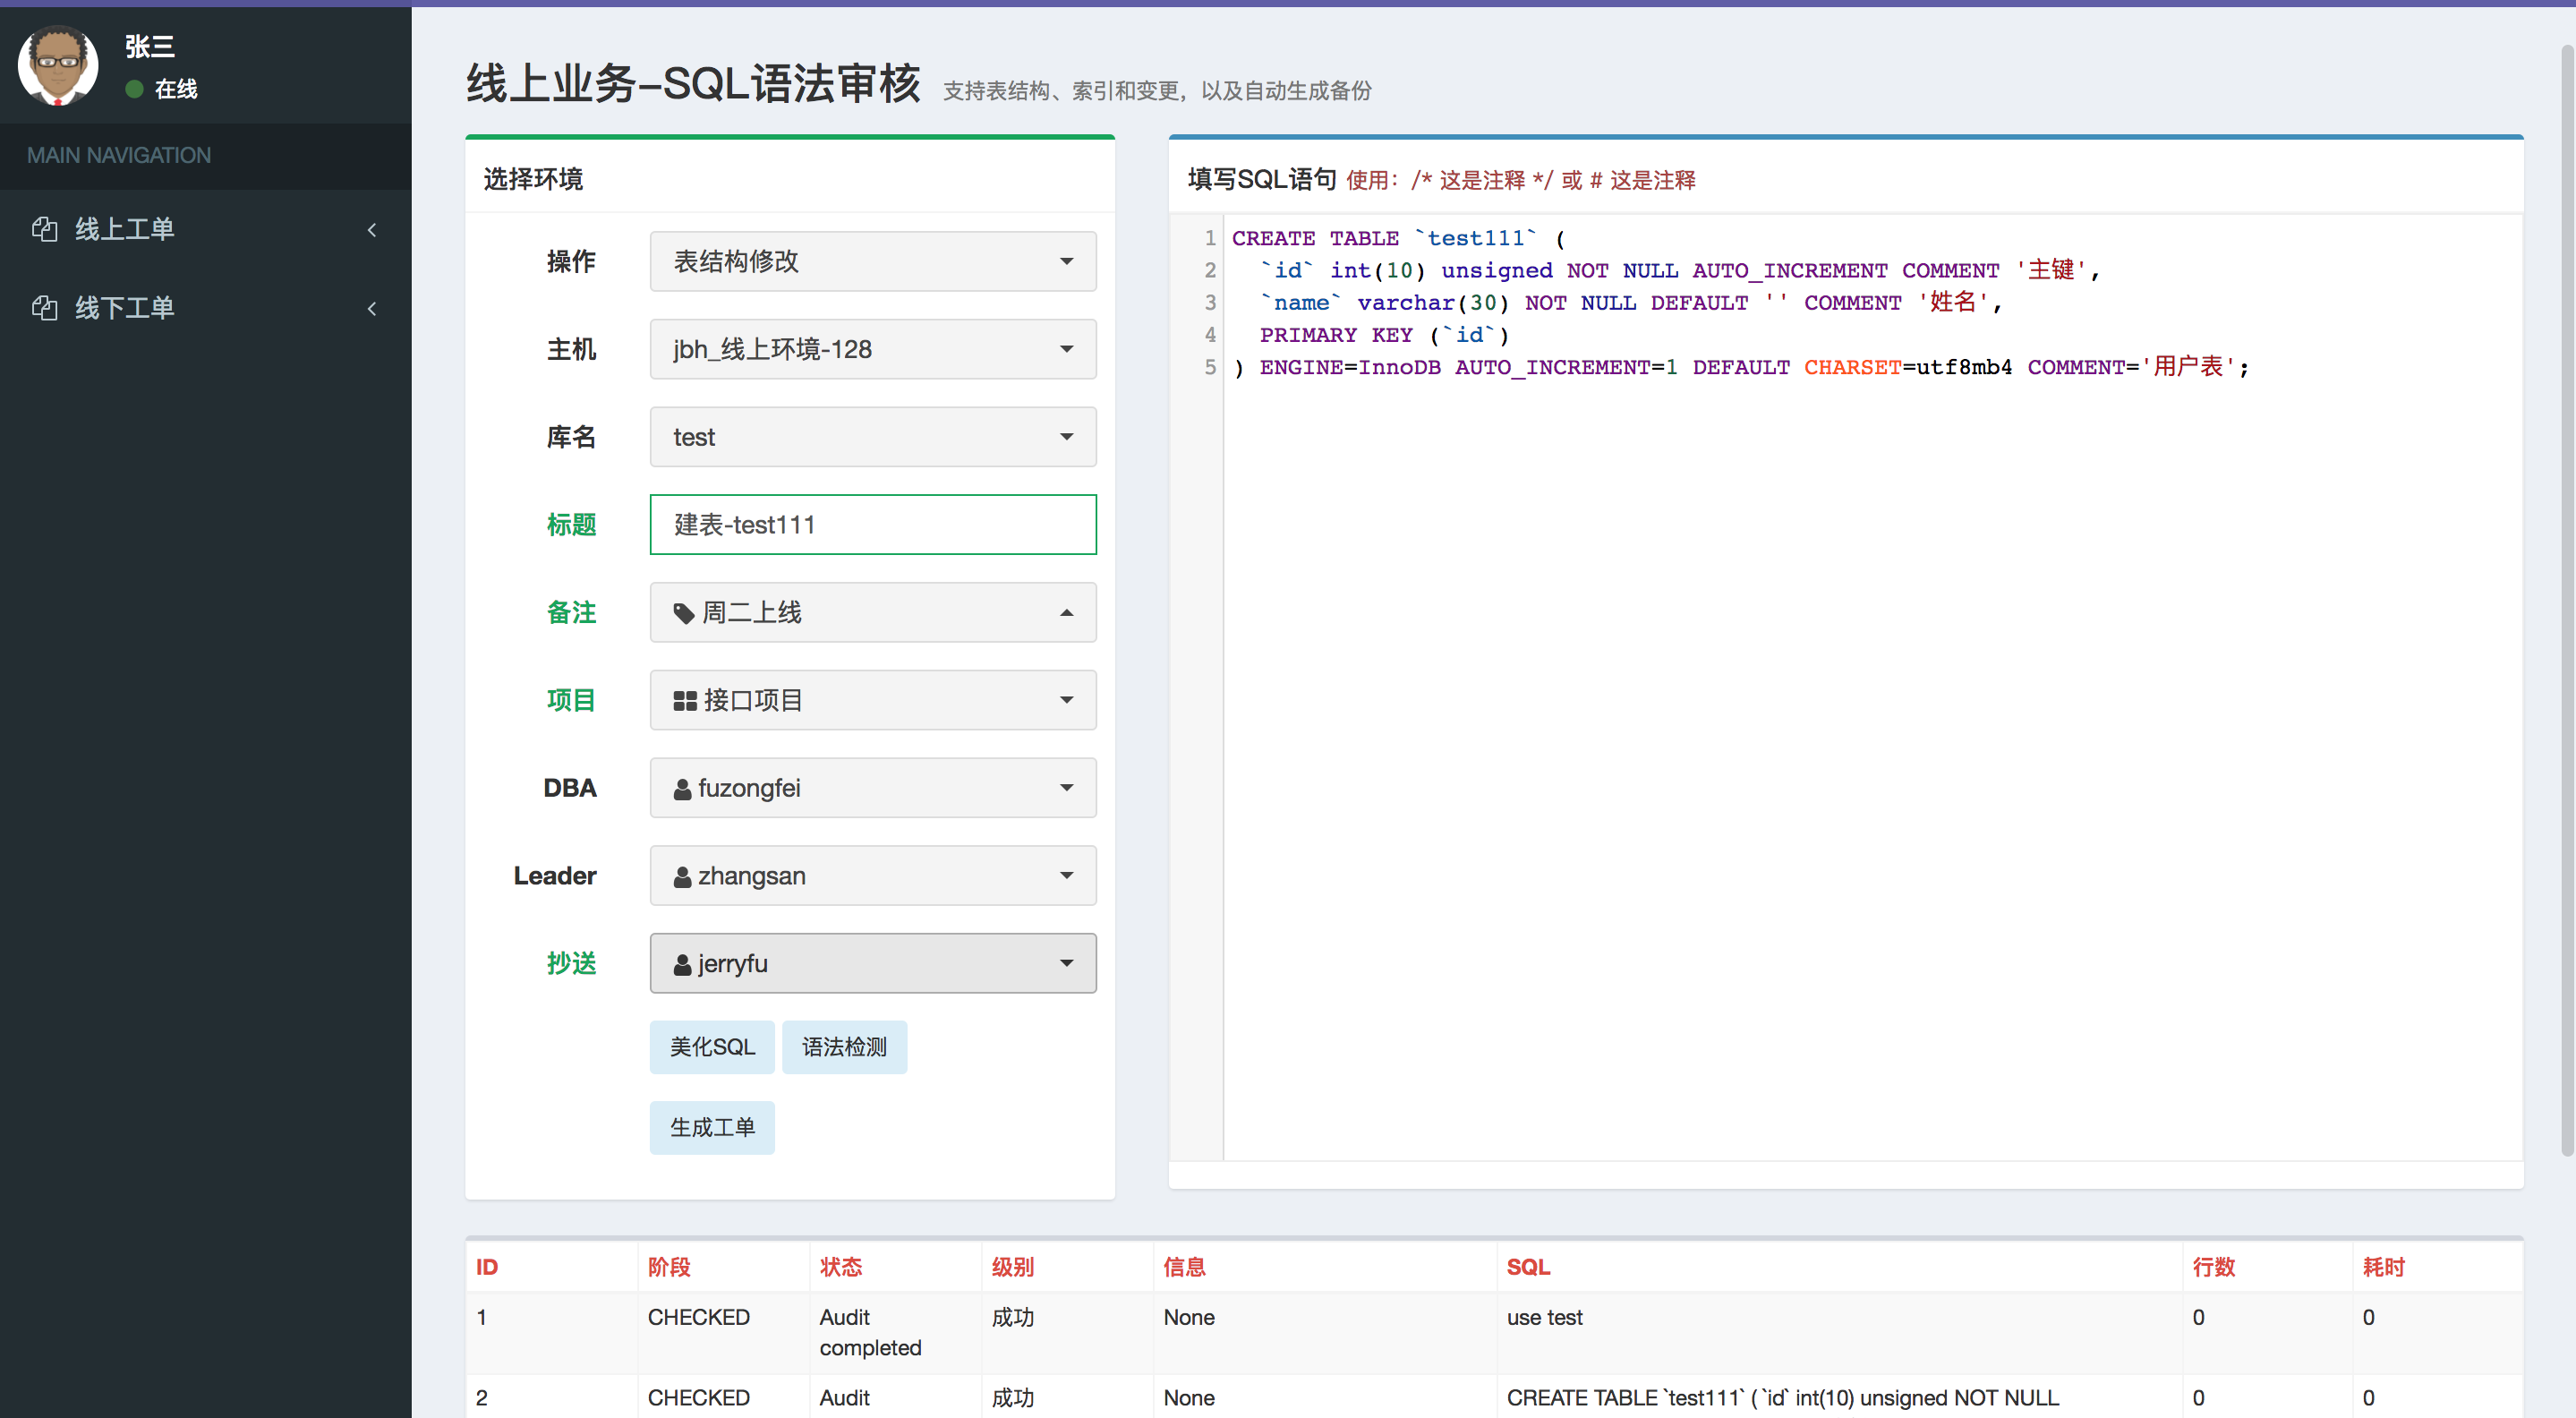 张三
在线
MAIN NAVIGATION
线上工单
线下工单
线上业务–SQL语法审核 支持表结构、索引和变更，以及自动生成备份
选择环境
操作 表结构修改
主机 jbh_线上环境-128
库名 test
标题 建表-test111
备注 周二上线
项目 接口项目
DBA fuzongfei
Leader zhangsan
抄送 jerryfu
美化SQL 语法检测
生成工单
填写SQL语句 使用：/* 这是注释 */ 或 # 这是注释
1 CREATE TABLE `test111` (
2 `id` int(10) unsigned NOT NULL AUTO_INCREMENT COMMENT '主键',
3 `name` varchar(30) NOT NULL DEFAULT '' COMMENT '姓名',
4 PRIMARY KEY (`id`)
5 ) ENGINE=InnoDB AUTO_INCREMENT=1 DEFAULT CHARSET=utf8mb4 COMMENT='用户表';
ID 阶段 状态 级别 信息 SQL 行数 耗时
1 CHECKED Audit completed 成功 None use test 0 0
2 CHECKED Audit 成功 None CREATE TABLE `test111` ( `id` int(10) unsigned NOT NULL 0 0